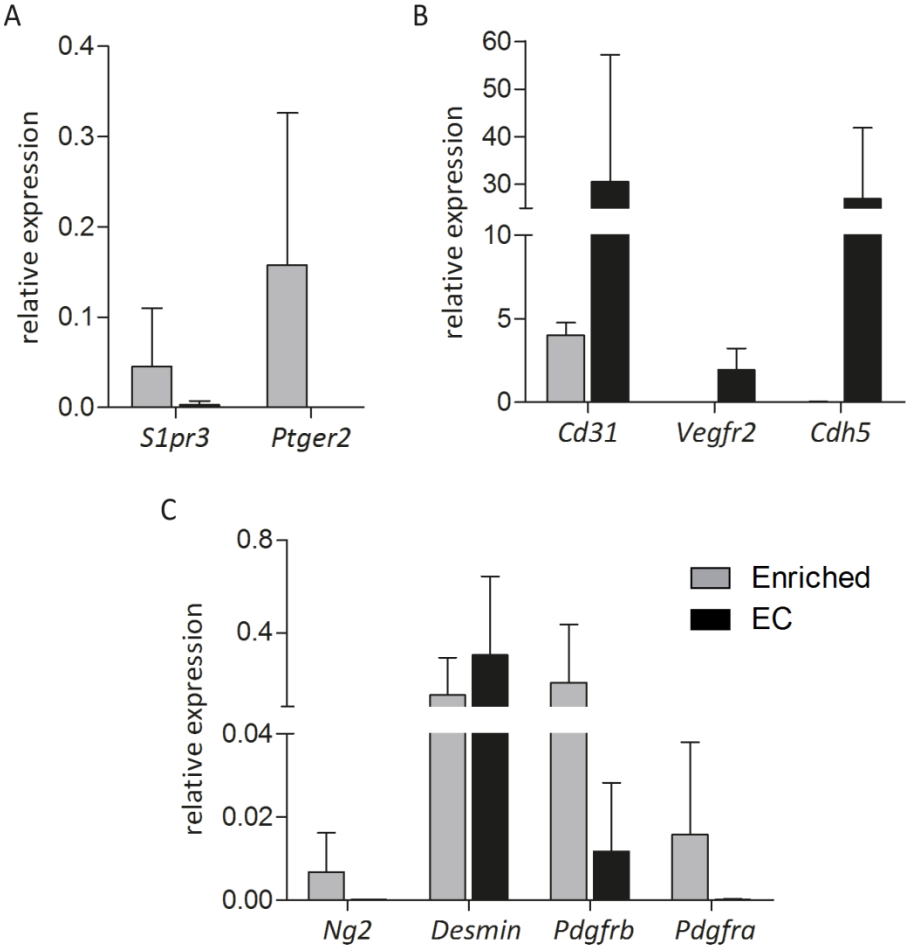 A
relative expression
0.4
0.3
0.2
0.1
0.0
S1pr3 Ptger2
B
relative expression
60
50
40
30
10
5
0
Cd31 Vegfr2 Cdh5
C
relative expression
0.8
0.4
0.04
0.02
0.00
Ng2 Desmin Pdgfrb Pdgfra
Enriched
EC